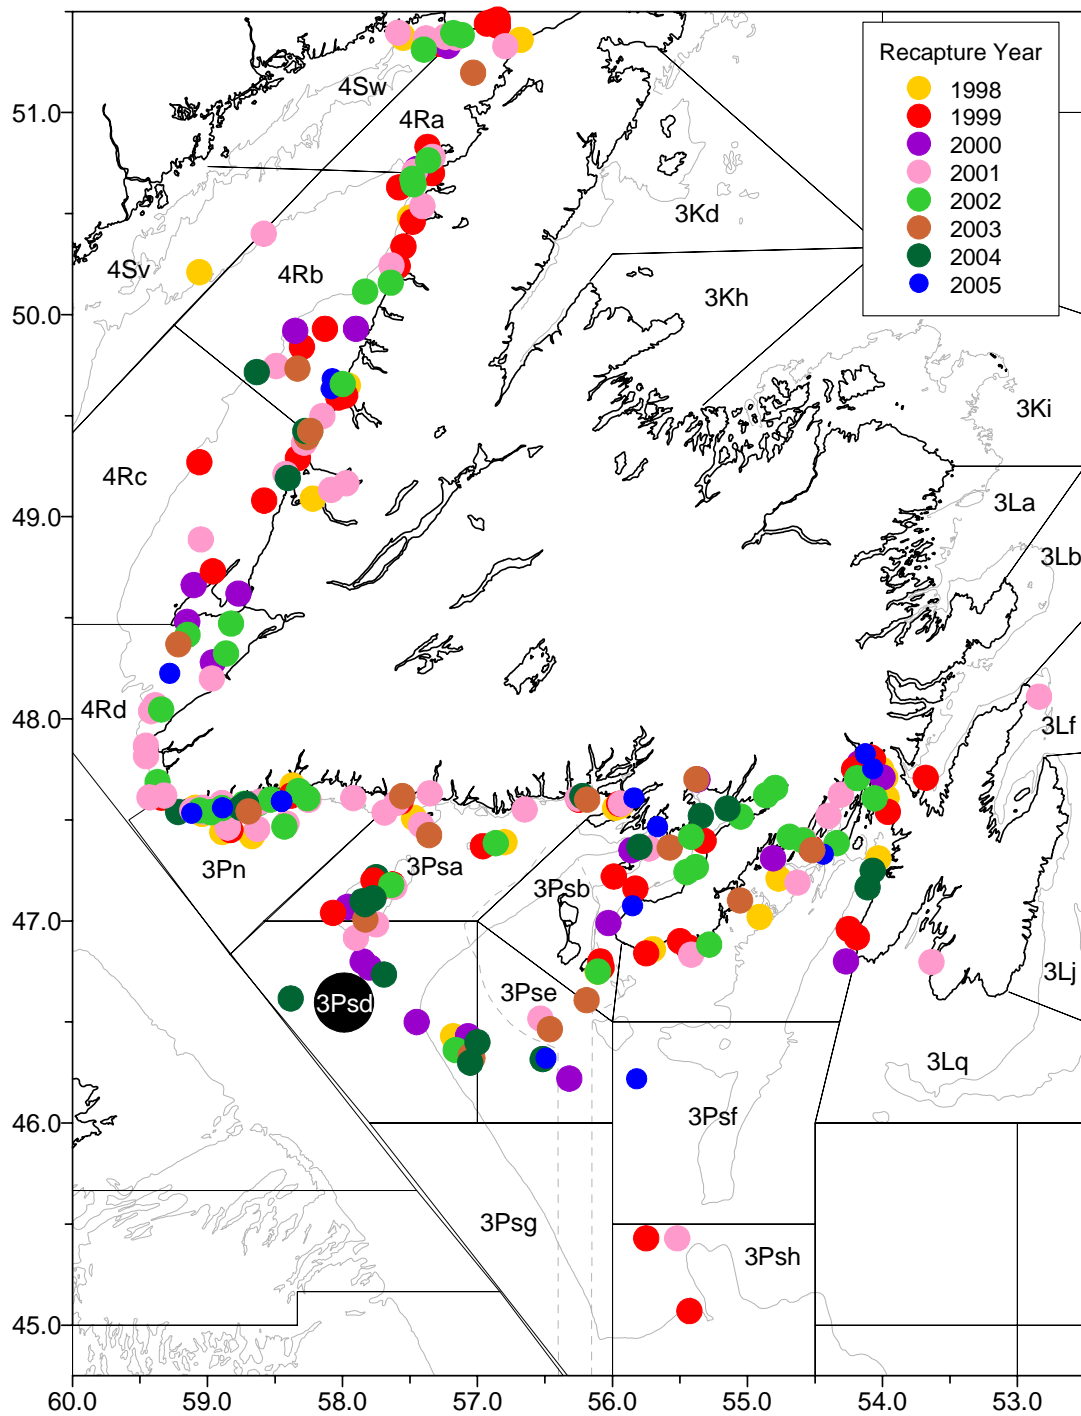 Recapture Year
1998
1999
2000
2001
2002
2003
2004
2005
4Sw
4Ra
3Kd
4Sv
4Rb
3Kh
3Ki
4Rc
3La
3Lb
4Rd
3Lf
3Pn
3Psa
3Psb
3Psd
3Pse
3Lj
3Lq
3Psf
3Psg
3Psh
51.0
50.0
49.0
48.0
47.0
46.0
45.0
60.0 59.0 58.0 57.0 56.0 55.0 54.0 53.0